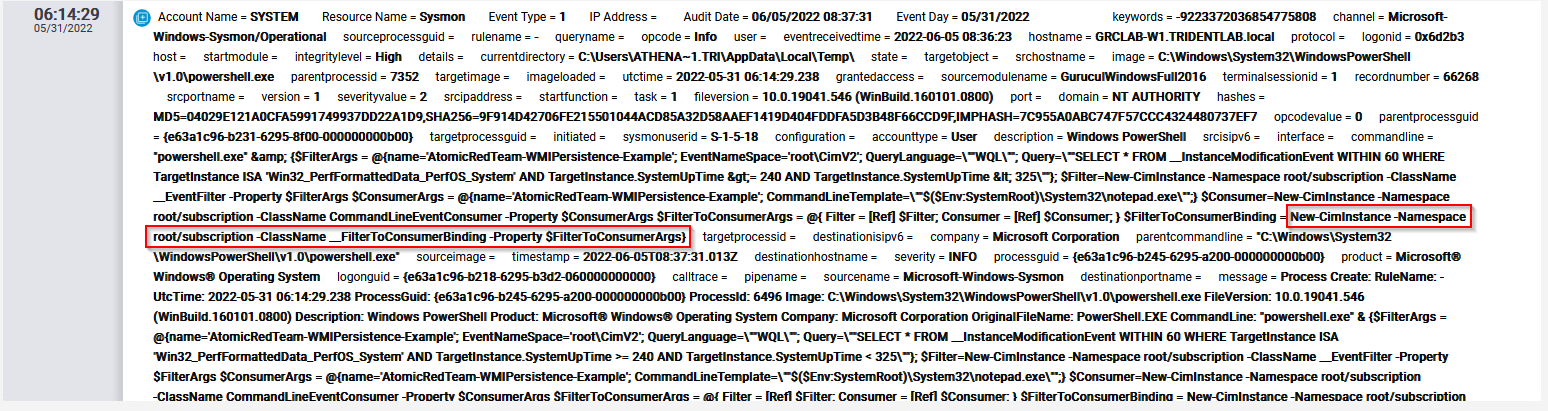 06:14:29
05/31/2022
Account Name = SYSTEM Resource Name = Sysmon Event Type = 1 IP Address = Audit Date = 06/05/2022 08:37:31 Event Day = 05/31/2022 keywords = -9223372036854775808 channel = Microsoft-
Windows-Sysmon/Operational sourceprocessguid = rulename = - queryname = opcode = Info user = eventreceivedtime = 2022-06-05 08:36:23 hostname = GRCLAB-W1.TRIDENTLAB.local protocol = logonid = 0x6d2b3
host = startmodule = integritylevel = High details = currentdirectory = C:\Users\ATHENA~1.TRI\AppData\Local\Temp\ state = targetobject = srchostname = image = C:\Windows\System32\WindowsPowerShell
\v1.0\powershell.exe parentprocessid = 7352 targetimage = imageloaded = utctime = 2022-05-31 06:14:29.238 grantedaccess = sourcemodulename = GuruculWindowsFull2016 terminalsessionid = 1 recordnumber = 66268
srcportname = version = 1 severityvalue = 2 srcipaddress = startfunction = task = 1 fileversion = 10.0.19041.546 (WinBuild.160101.0800) port = domain = NT AUTHORITY hashes =
MD5=04029E121A0CFA5991749937DD22A1D9,SHA256=9F914D42706FE215501044ACD85A32D58AAEF1419D404FDDFA5D3B48F66CCD9F,IMPHASH=7C955A0ABC747F57CCC4324480737EF7 opcodevalue = 0 parentprocessguid
= {e63a1c96-b231-6295-8f00-000000000b00} targetprocessguid = initiated = sysmonuserid = S-1-5-18 configuration = accounttype = User description = Windows PowerShell srcisipv6 = interface = commandline =
"powershell.exe" &amp; {$FilterArgs = @{name='AtomicRedTeam-WMIPersistence-Example'; EventNameSpace='root\CimV2'; QueryLanguage=\""WQL\""; Query=\""SELECT * FROM __InstanceModificationEvent WITHIN 60 WHERE
TargetInstance ISA 'Win32_PerfFormattedData_PerfOS_System' AND TargetInstance.SystemUpTime &gt;= 240 AND TargetInstance.SystemUpTime &lt; 325\""}; $Filter=New-CimInstance -Namespace root/subscription -ClassName
__EventFilter -Property $FilterArgs $ConsumerArgs = @{name='AtomicRedTeam-WMIPersistence-Example'; CommandLineTemplate=\""$($Env:SystemRoot)\System32\notepad.exe\"";} $Consumer=New-CimInstance -Namespace
root/subscription -ClassName CommandLineEventConsumer -Property $ConsumerArgs $FilterToConsumerArgs = @{ Filter = [Ref] $Filter; Consumer = [Ref] $Consumer; } $FilterToConsumerBinding = New-CimInstance -Namespace
root/subscription -ClassName __FilterToConsumerBinding -Property $FilterToConsumerArgs} targetprocessid = destinationisipv6 = company = Microsoft Corporation parentcommandline = "C:\Windows\System32
\WindowsPowerShell\v1.0\powershell.exe" sourceimage = timestamp = 2022-06-05T08:37:31.013Z destinationhostname = severity = INFO processguid = {e63a1c96-b245-6295-a200-000000000b00} product = Microsoft®
Windows® Operating System logonguid = {e63a1c96-b218-6295-b3d2-060000000000} calltrace = pipename = sourcename = Microsoft-Windows-Sysmon destinationportname = message = Process Create: RuleName: -
UtcTime: 2022-05-31 06:14:29.238 ProcessGuid: {e63a1c96-b245-6295-a200-000000000b00} ProcessId: 6496 Image: C:\Windows\System32\WindowsPowerShell\v1.0\powershell.exe FileVersion: 10.0.19041.546
(WinBuild.160101.0800) Description: Windows PowerShell Product: Microsoft® Windows® Operating System Company: Microsoft Corporation OriginalFileName: PowerShell.EXE CommandLine: "powershell.exe" & {$FilterArgs =
@{name='AtomicRedTeam-WMIPersistence-Example'; EventNameSpace='root\CimV2'; QueryLanguage=\""WQL\""; Query=\""SELECT * FROM __InstanceModificationEvent WITHIN 60 WHERE TargetInstance ISA
'Win32_PerfFormattedData_PerfOS_System' AND TargetInstance.SystemUpTime >= 240 AND TargetInstance.SystemUpTime < 325\""}; $Filter=New-CimInstance -Namespace root/subscription -ClassName __EventFilter -Property
$FilterArgs $ConsumerArgs = @{name='AtomicRedTeam-WMIPersistence-Example'; CommandLineTemplate=\""$($Env:SystemRoot)\System32\notepad.exe\"";} $Consumer=New-CimInstance -Namespace root/subscription
-ClassName CommandLineEventConsumer -Property $ConsumerArgs $FilterToConsumerArgs = @{ Filter = [Ref] $Filter; Consumer = [Ref] $Consumer; } $FilterToConsumerBinding = New-CimInstance -Namespace root/subscription